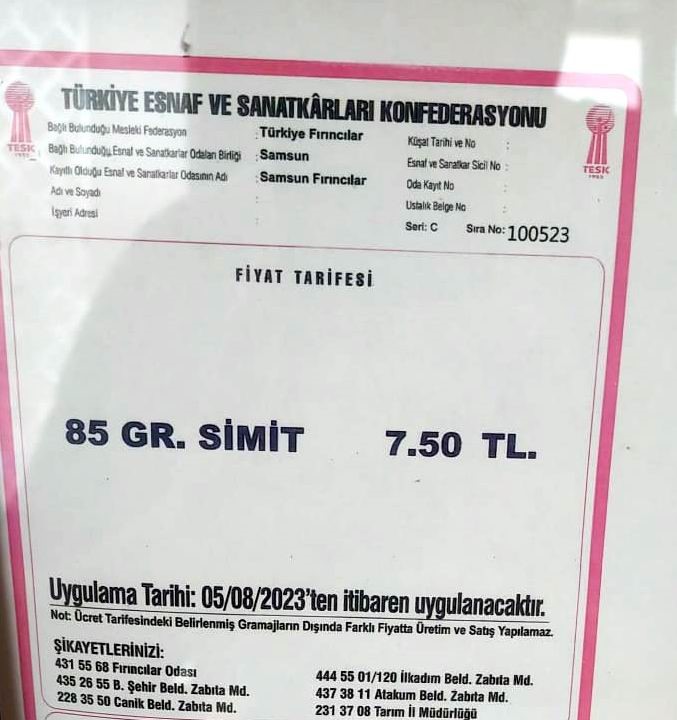 TÜRKİYE ESNAF VE SANATKÂRLARI KONFEDERASYONU
TESK
TESK
Bağlı Bulunduğu Mesleki Federasyon : Türkiye Fırıncılar
Bağlı Bulunduğu Esnaf ve Sanatkarlar Odaları Birliği : Samsun
Kayıtlı Olduğu Esnaf ve Sanatkarlar Odasının Adı : Samsun Fırıncılar
Adı ve Soyadı :
İşyeri Adresi :
Küşat Tarihi ve No :
Esnaf ve Sanatkar Sicil No :
Oda Kayıt No :
Ustalık Belge No :
Seri: C Sıra No: 100523
FİYAT TARİFESİ
85 GR. SİMİT 7.50 TL.
Uygulama Tarihi: 05/08/2023'ten itibaren uygulanacaktır.
Not: Ücret Tarifesindeki Belirlenmiş Gramajların Dışında Farklı Fiyatta Üretim ve Satış Yapılamaz.
ŞİKAYETLERİNİZİ:
431 55 68 Fırıncılar Odası
435 26 55 B. Şehir Beld. Zabıta Md.
228 35 50 Canik Beld. Zabıta Md.
444 55 01/120 İlkadım Beld. Zabıta Md.
437 38 11 Atakum Beld. Zabıta Md.
231 37 08 Tarım İl Müdürlüğü